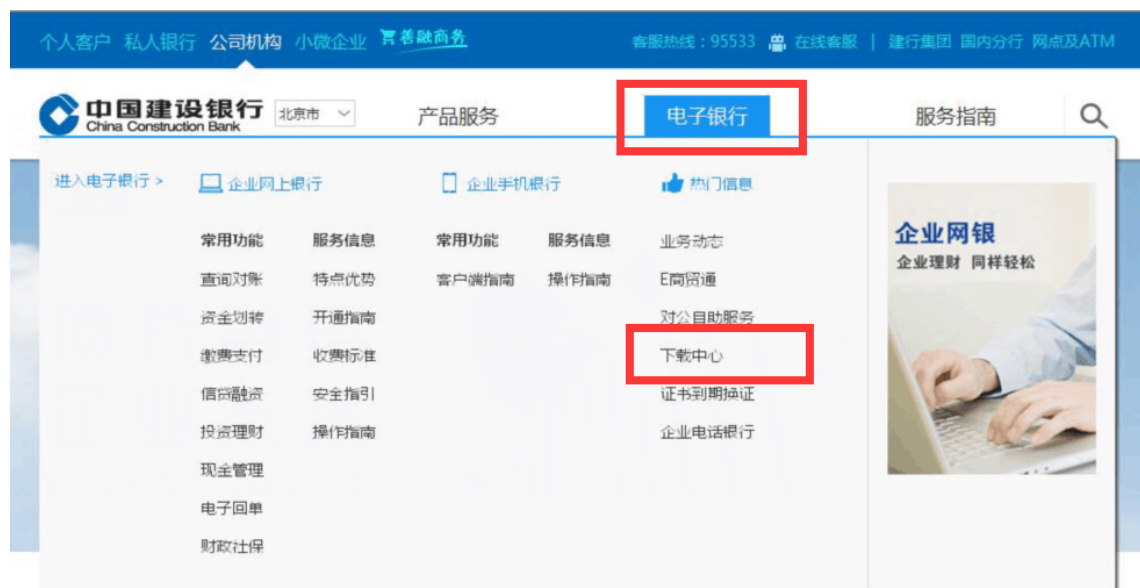 个人客户 私人银行 公司机构 小微企业 善融商务 客服热线：95533 在线客服 | 建行集团 国内分行 网点及ATM
中国建设银行 北京市 产品服务 电子银行 服务指南
China Construction Bank
进入电子银行 > 企业网上银行 企业手机银行 热门信息
常用功能 服务信息 常用功能 服务信息 业务动态
查询对账 特点优势 客户端指南 操作指南 E商贸通
资金划转 开通指南 对公自助服务
缴费支付 收费标准 下载中心
信贷融资 安全指引 证书到期换证
投资理财 操作指南 企业电话银行
现金管理
电子回单
财政社保
企业网银
企业理财 同样轻松